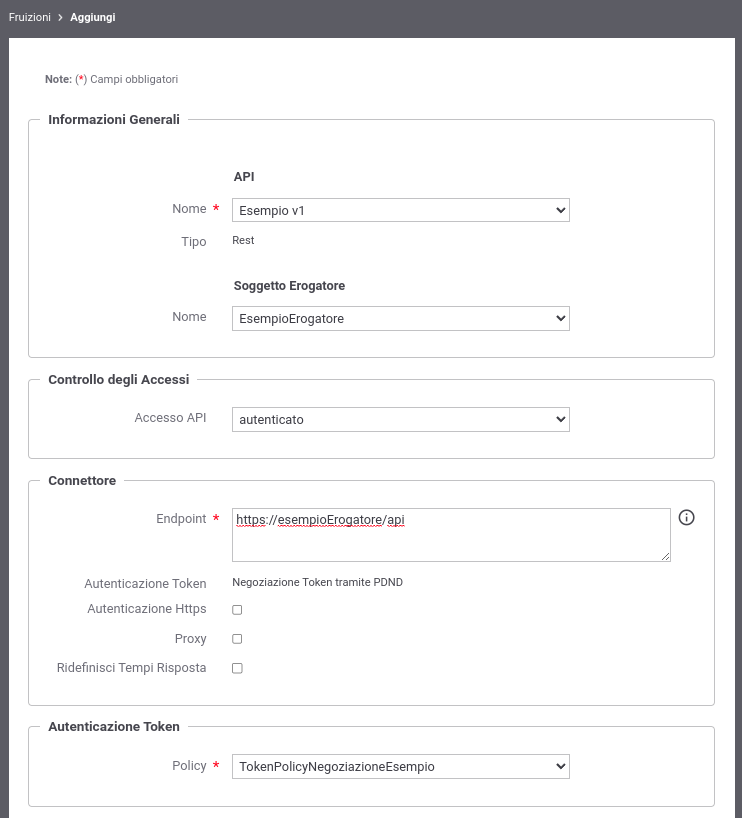 Fruizioni > Aggiungi
Note: (*) Campi obbligatori
Informazioni Generali
API
Nome * Esempio v1
Tipo Rest
Soggetto Erogatore
Nome EsempioErogatore
Controllo degli Accessi
Accesso API autenticato
Connettore
Endpoint * https://esempioErogatore/api
Autenticazione Token Negoziazione Token tramite PDND
Autenticazione Https
Proxy
Ridefinisci Tempi Risposta
Autenticazione Token
Policy * TokenPolicyNegoziazioneEsempio